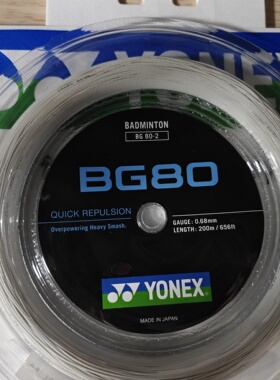 BADMINTON
BG 80-2
BG80
QUICK REPULSION
Overpowering Heavy Smash.
GAUGE: 0.68mm
LENGTH: 200m / 656ft
YONEX
MADE IN JAPAN